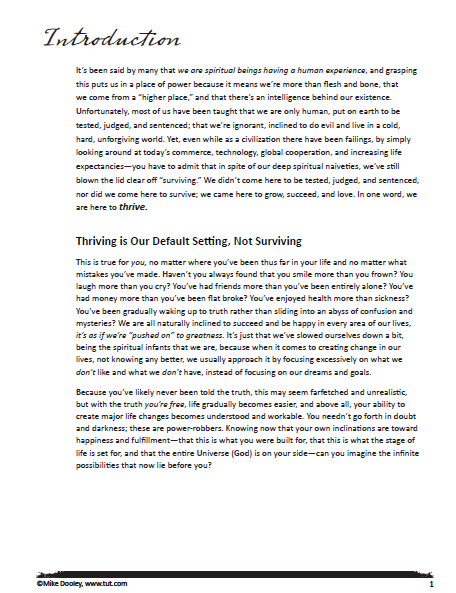 Introduction
It's been said by many that we are spiritual beings having a human experience, and grasping
this puts us in a place of power because it means we're more than flesh and bone, that
we come from a "higher place," and that there's an intelligence behind our existence.
Unfortunately, most of us have been taught that we are only human, put on earth to be
tested, judged, and sentenced; that we're ignorant, inclined to do evil and live in a cold,
hard, unforgiving world. Yet, even while as a civilization there have been failings, by simply
looking around at today's commerce, technology, global cooperation, and increasing life
expectancies—you have to admit that in spite of our deep spiritual naiveties, we've still
blown the lid clear off "surviving." We didn't come here to be tested, judged, and sentenced,
nor did we come here to survive; we came here to grow, succeed, and love. In one word, we
are here to thrive.
Thriving is Our Default Setting, Not Surviving
This is true for you, no matter where you've been thus far in your life and no matter what
mistakes you've made. Haven't you always found that you smile more than you frown? You
laugh more than you cry? You've had friends more than you've been entirely alone? You've
had money more than you've been flat broke? You've enjoyed health more than sickness?
You've been gradually waking up to truth rather than sliding into an abyss of confusion and
mysteries? We are all naturally inclined to succeed and be happy in every area of our lives,
it's as if we're "pushed on" to greatness. It's just that we've slowed ourselves down a bit,
being the spiritual infants that we are, because when it comes to creating change in our
lives, not knowing any better, we usually approach it by focusing excessively on what we
don't like and what we don't have, instead of focusing on our dreams and goals.
Because you've likely never been told the truth, this may seem farfetched and unrealistic,
but with the truth you're free, life gradually becomes easier, and above all, your ability to
create major life changes becomes understood and workable. You needn't go forth in doubt
and darkness; these are power-robbers. Knowing now that your own inclinations are toward
happiness and fulfillment—that this is what you were built for, that this is what the stage of
life is set for, and that the entire Universe (God) is on your side—can you imagine the infinite
possibilities that now lie before you?
©Mike Dooley, www.tut.com
1